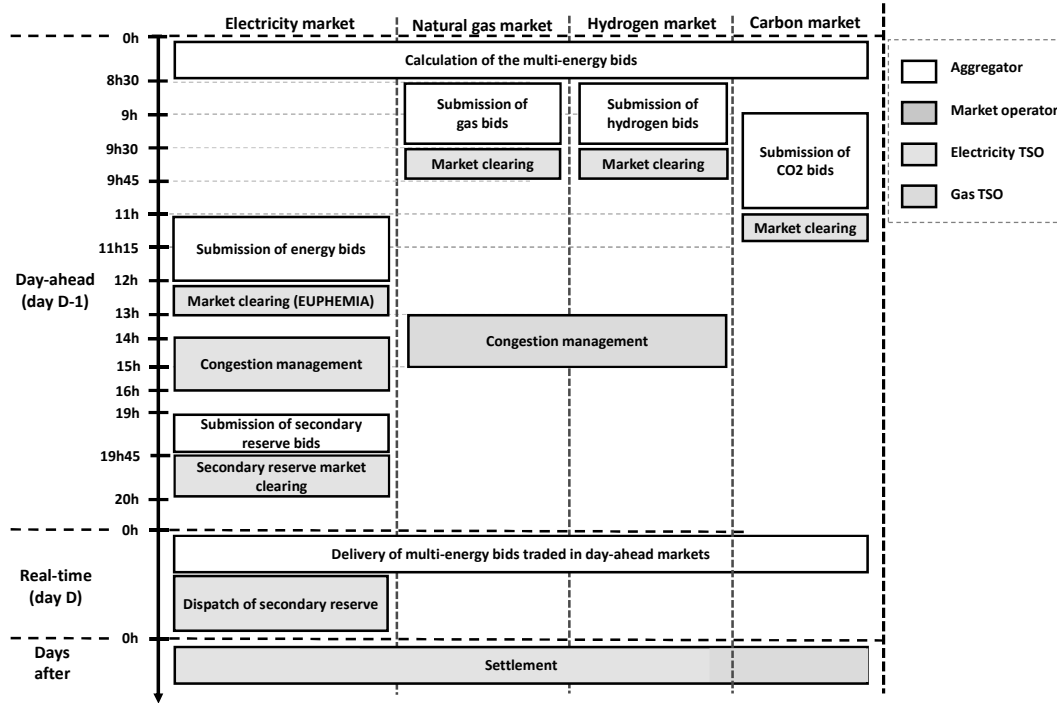 Electricity market
Natural gas market
Hydrogen market
Carbon market
0h
Calculation of the multi-energy bids
8h30
Aggregator
Submission of
gas bids
Submission of
hydrogen bids
9h
Market operator
Submission of
CO2 bids
9h30
Market clearing
Market clearing
Electricity TSO
9h45
Gas TSO
11h
Market clearing
Submission of energy bids
11h15
Day-ahead
(day D-1)
12h
Market clearing (EUPHEMIA)
13h
14h
Congestion management
Congestion management
15h
16h
19h
Submission of secondary
reserve bids
19h45
Secondary reserve market
clearing
20h
0h
Delivery of multi-energy bids traded in day-ahead markets
Real-time
(day D)
Dispatch of secondary reserve
0h
Days
after
Settlement